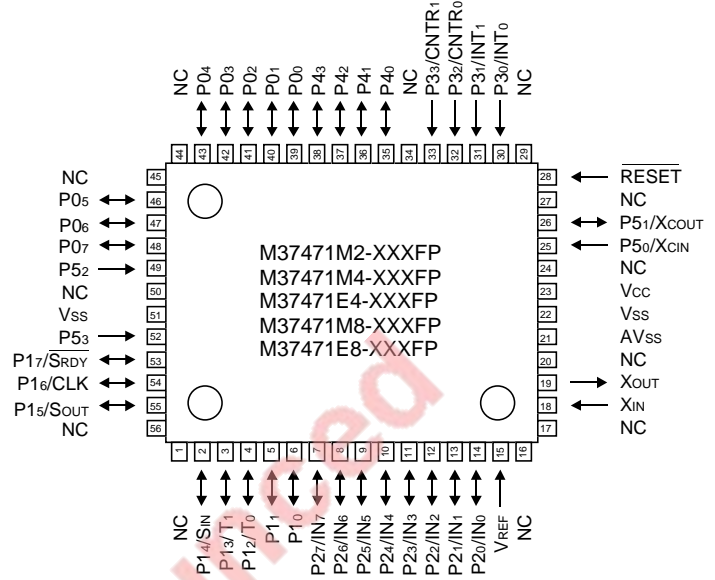 NC
P04
P03
P02
P01
P00
P43
P42
P41
P40
NC
P33/CNTR1
P32/CNTR0
P31/INT1
P30/INT0
NC
44
43
42
41
40
39
38
37
36
35
34
33
32
31
30
29
NC 45
P05 46
P06 47
P07 48
P52 49
NC 50
VSS 51
P53 52
P17/SRDY 53
P16/CLK 54
P15/SOUT 55
NC 56
M37471M2-XXXFP
M37471M4-XXXFP
M37471E4-XXXFP
M37471M8-XXXFP
M37471E8-XXXFP
28 RESET
27 NC
26 P51/XCOUT
25 P50/XCIN
24 NC
23 VCC
22 VSS
21 AVSS
20 NC
19 XOUT
18 XIN
17 NC
1
2
3
4
5
6
7
8
9
10
11
12
13
14
15
16
NC
P14/SIN
P13/T1
P12/T0
P11
P10
P27/IN7
P26/IN6
P25/IN5
P24/IN4
P23/IN3
P22/IN2
P21/IN1
P20/IN0
VREF
NC
nced